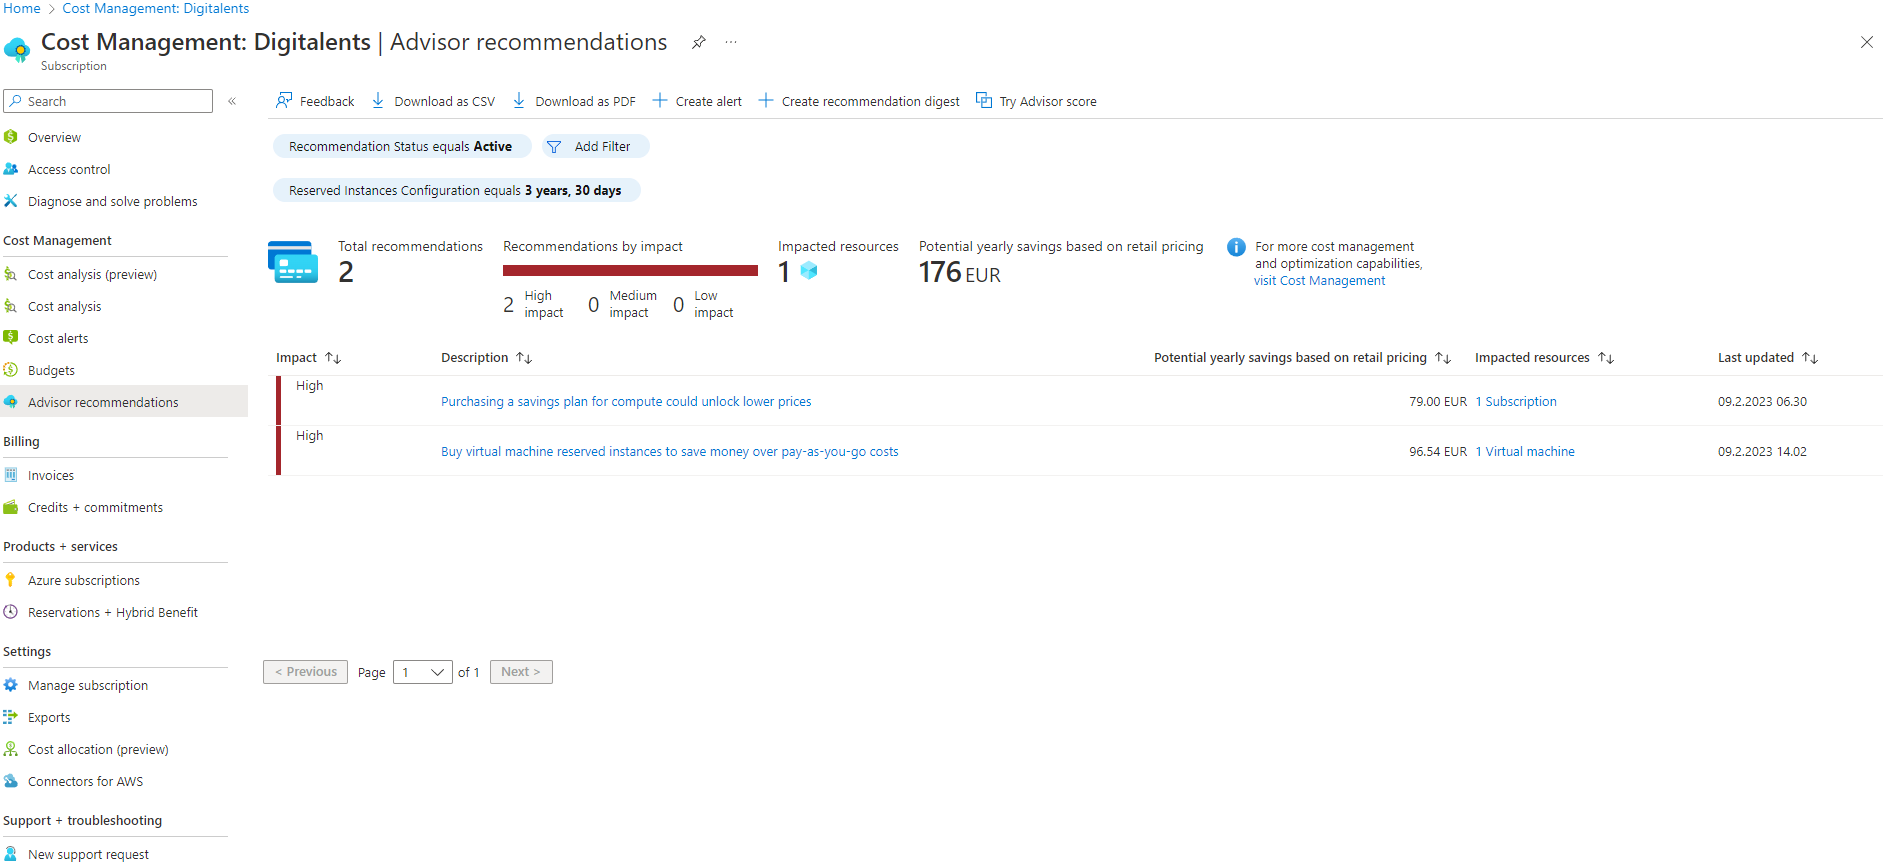 Home > Cost Management: Digitalents
Cost Management: Digitalents | Advisor recommendations
Subscription
Search
Feedback
Download as CSV
Download as PDF
Create alert
Create recommendation digest
Try Advisor score
Overview
Access control
Diagnose and solve problems
Cost Management
Cost analysis (preview)
Cost analysis
Cost alerts
Budgets
Advisor recommendations
Billing
Invoices
Credits + commitments
Products + services
Azure subscriptions
Reservations + Hybrid Benefit
Settings
Manage subscription
Exports
Cost allocation (preview)
Connectors for AWS
Support + troubleshooting
New support request
Recommendation Status equals Active
Add Filter
Reserved Instances Configuration equals 3 years, 30 days
Total recommendations
2
Recommendations by impact
2 High impact
0 Medium impact
0 Low impact
Impacted resources
1
Potential yearly savings based on retail pricing
176 EUR
For more cost management
and optimization capabilities,
visit Cost Management
Impact Description Potential yearly savings based on retail pricing Impacted resources Last updated
High Purchasing a savings plan for compute could unlock lower prices 79.00 EUR 1 Subscription 09.2.2023 06.30
High Buy virtual machine reserved instances to save money over pay-as-you-go costs 96.54 EUR 1 Virtual machine 09.2.2023 14.02
< Previous Page 1 of 1 Next >